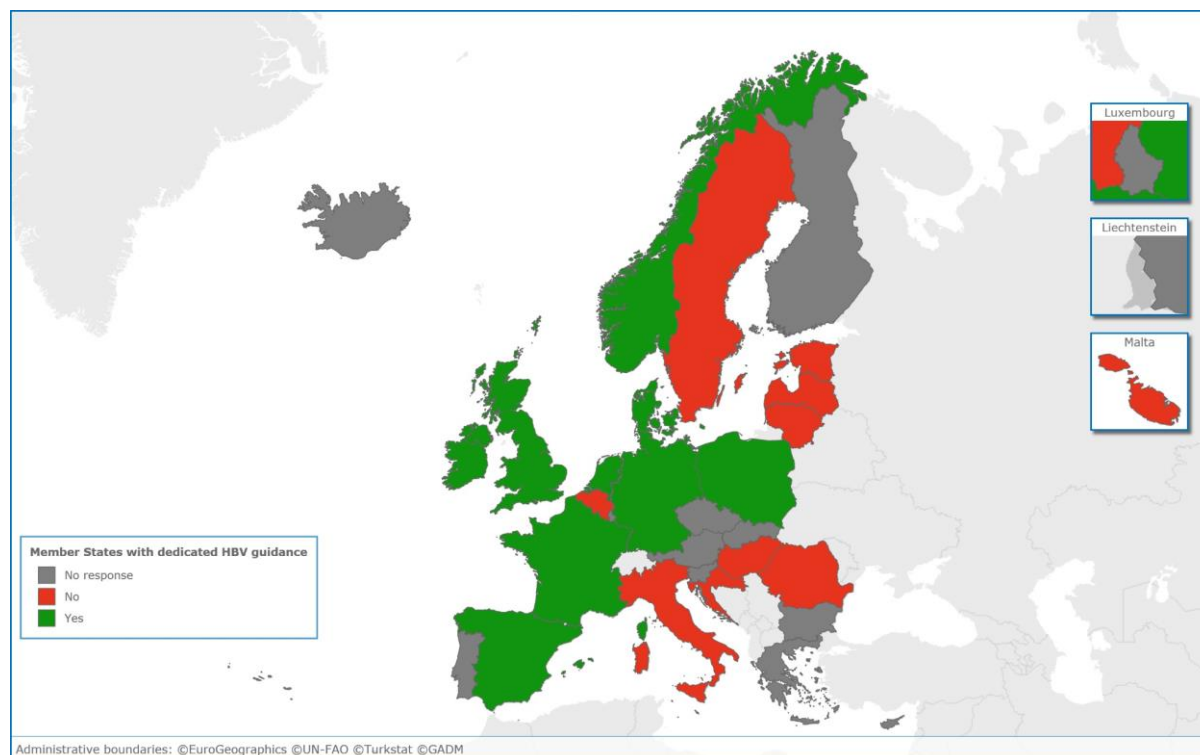 Luxembourg
Liechtenstein
Malta
Member States with dedicated HBV guidance
No response
No
Yes
Administrative boundaries: ©EuroGeographics ©UN-FAO ©Turkstat ©GADM